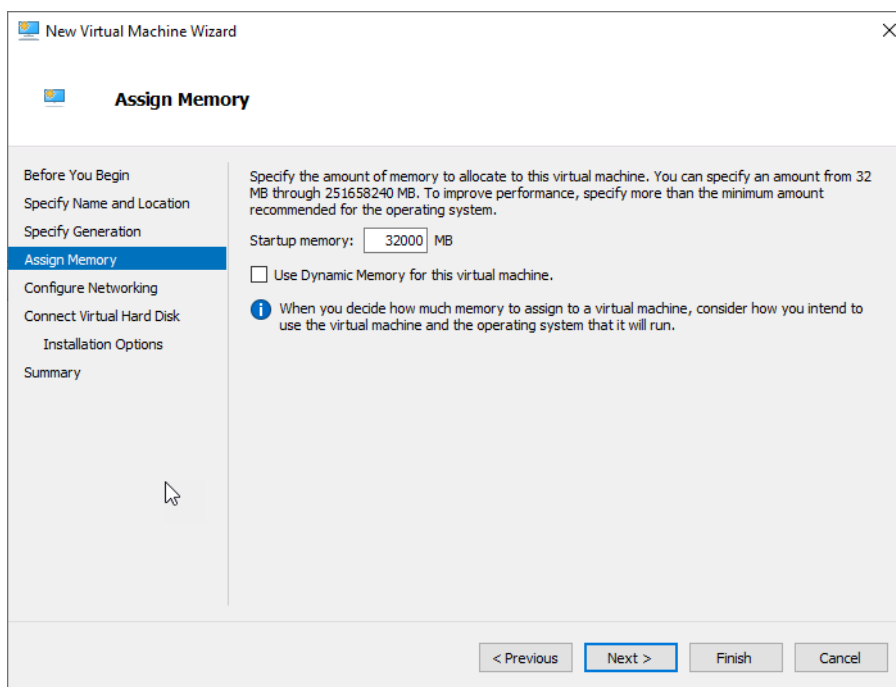 New Virtual Machine Wizard
Assign Memory
Before You Begin
Specify Name and Location
Specify Generation
Assign Memory
Configure Networking
Connect Virtual Hard Disk
Installation Options
Summary
Specify the amount of memory to allocate to this virtual machine. You can specify an amount from 32
MB through 251658240 MB. To improve performance, specify more than the minimum amount
recommended for the operating system.
Startup memory: 32000 MB
Use Dynamic Memory for this virtual machine.
When you decide how much memory to assign to a virtual machine, consider how you intend to
use the virtual machine and the operating system that it will run.
< Previous Next > Finish Cancel